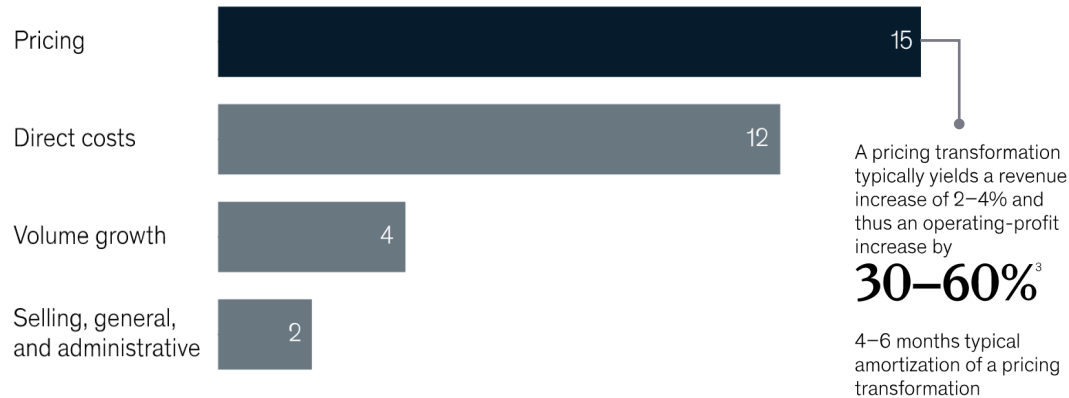 Pricing
15
Direct costs
12
Volume growth
4
Selling, general,
and administrative
2
A pricing transformation
typically yields a revenue
increase of 2–4% and
thus an operating-profit
increase by
30–60%³
4–6 months typical
amortization of a pricing
transformation